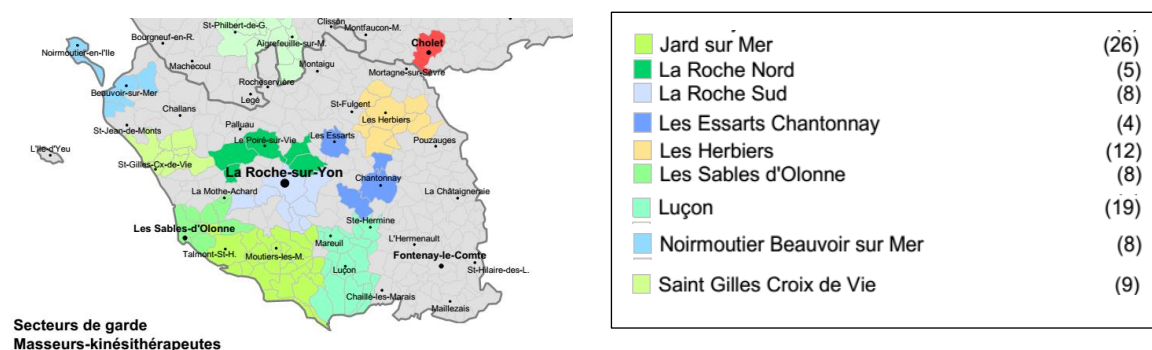 Clisson
St-Philbert-de-G.
Montfaucon-M.
Bourgneuf-en-R.
Aigrefeuille-sur-M.
Cholet
Noirmoutier-en-l'Ile
Machecoul
Montaigu
Mortagne-sur-Sèvre
Rocheservière
Beauvoir-sur-Mer
Legé
St-Fulgent
Challans
Les Herbiers
St-Jean-de-Monts
Palluau
Les Essarts
Pouzauges
L'Ile-d'Yeu
Le Poiré-sur-Vie
St-Gilles-Cx-de-Vie
La Roche-sur-Yon
Chantonnay
La Mothe-Achard
La Châtaigneraie
Ste-Hermine
Les Sables-d'Olonne
Mareuil
L'Hermenault
Talmont-St-H.
Moutiers-les-M.
Fontenay-le-Comte
Luçon
St-Hilaire-des-L.
Chaillé-les-Marais
Maillezais
Secteurs de garde
Masseurs-kinésithérapeutes
Jard sur Mer (26)
La Roche Nord (5)
La Roche Sud (8)
Les Essarts Chantonnay (4)
Les Herbiers (12)
Les Sables d'Olonne (8)
Luçon (19)
Noirmoutier Beauvoir sur Mer (8)
Saint Gilles Croix de Vie (9)